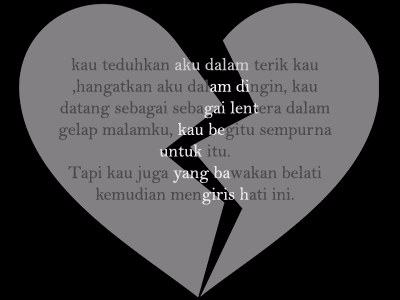 kau teduhkan aku dalam terik kau
,hangatkan aku dalam dingin, kau
datang sebagai sebagai lentera dalam
gelap malamku, kau begitu sempurna
untuk itu.
Tapi kau juga yang bawakan belati
kemudian mengiris hati ini.